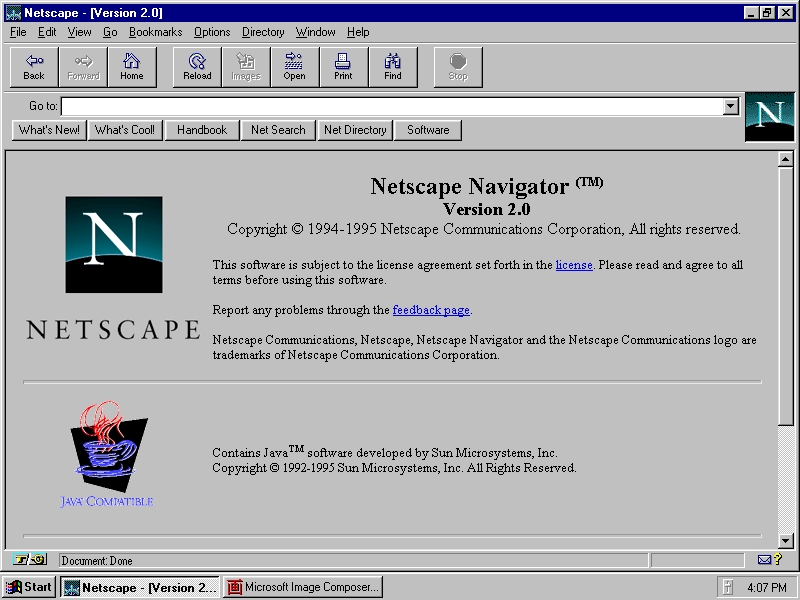 Netscape - [Version 2.0]
File Edit View Go Bookmarks Options Directory Window Help
Back Forward Home Reload Images Open Print Find Stop
Go to:
N
What's New! What's Cool! Handbook Net Search Net Directory Software
Netscape Navigator (TM)
Version 2.0
Copyright © 1994-1995 Netscape Communications Corporation, All rights reserved.
N
NETSCAPE
This software is subject to the license agreement set forth in the license. Please read and agree to all
terms before using this software.
Report any problems through the feedback page.
Netscape Communications, Netscape, Netscape Navigator and the Netscape Communications logo are
trademarks of Netscape Communications Corporation.
JAVA COMPATIBLE
Contains Java™ software developed by Sun Microsystems, Inc.
Copyright © 1992-1995 Sun Microsystems, Inc. All Rights Reserved.
Document: Done
?
Start Netscape - [Version 2... 画 Microsoft Image Composer... 4:07 PM